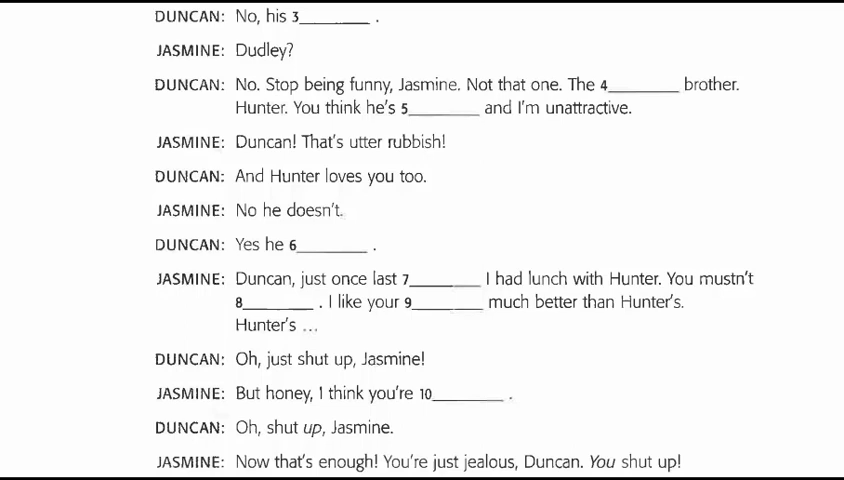 DUNCAN: No, his 3________ .
JASMINE: Dudley?
DUNCAN: No. Stop being funny, Jasmine. Not that one. The 4________ brother.
Hunter. You think he's 5________ and I'm unattractive.
JASMINE: Duncan! That's utter rubbish!
DUNCAN: And Hunter loves you too.
JASMINE: No he doesn't.
DUNCAN: Yes he 6________ .
JASMINE: Duncan, just once last 7________ I had lunch with Hunter. You mustn't
8________ . I like your 9________ much better than Hunter's.
Hunter's ...
DUNCAN: Oh, just shut up, Jasmine!
JASMINE: But honey, I think you're 10________ .
DUNCAN: Oh, shut up, Jasmine.
JASMINE: Now that's enough! You're just jealous, Duncan. You shut up!